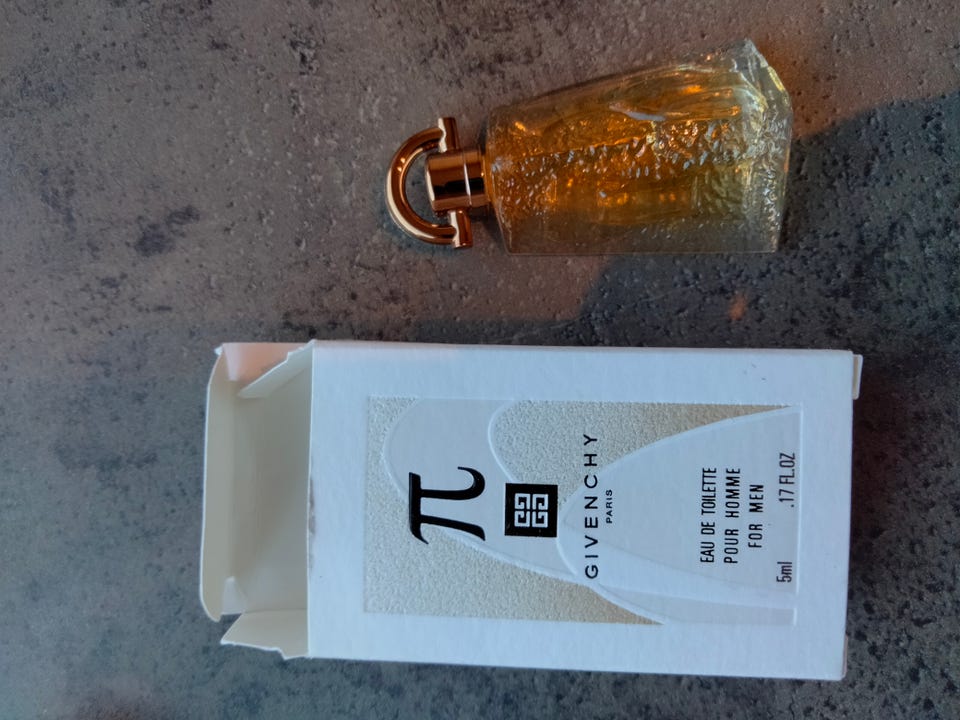 π
GIVENCHY
PARIS
EAU DE TOILETTE
POUR HOMME
FOR MEN
5ml .17 FL.OZ